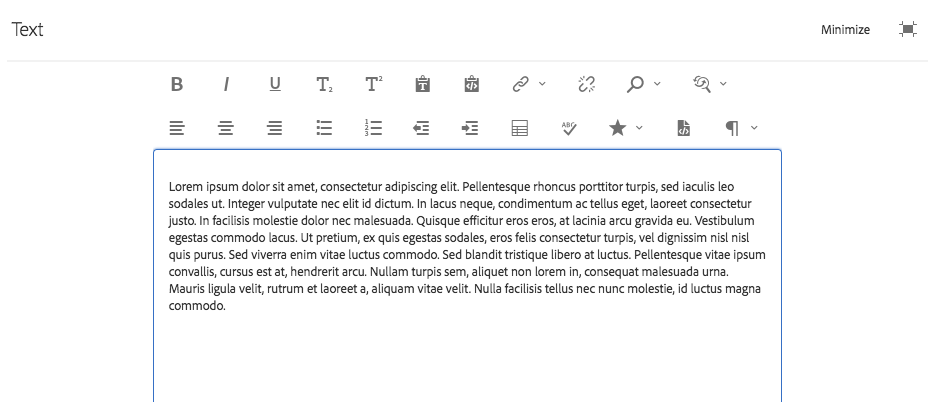 Text
Minimize
B I U T2 T2
ABC
Lorem ipsum dolor sit amet, consectetur adipiscing elit. Pellentesque rhoncus porttitor turpis, sed iaculis leo
sodales ut. Integer vulputate nec elit id dictum. In lacus neque, condimentum ac tellus eget, laoreet consectetur
justo. In facilisis molestie dolor nec malesuada. Quisque efficitur eros eros, at lacinia arcu gravida eu. Vestibulum
egestas commodo lacus. Ut pretium, ex quis egestas sodales, eros felis consectetur turpis, vel dignissim nisl nisl
quis purus. Sed viverra enim vitae luctus commodo. Sed blandit tristique libero at luctus. Pellentesque vitae ipsum
convallis, cursus est at, hendrerit arcu. Nullam turpis sem, aliquet non lorem in, consequat malesuada urna.
Mauris ligula velit, rutrum et laoreet a, aliquam vitae velit. Nulla facilisis tellus nec nunc molestie, id luctus magna
commodo.